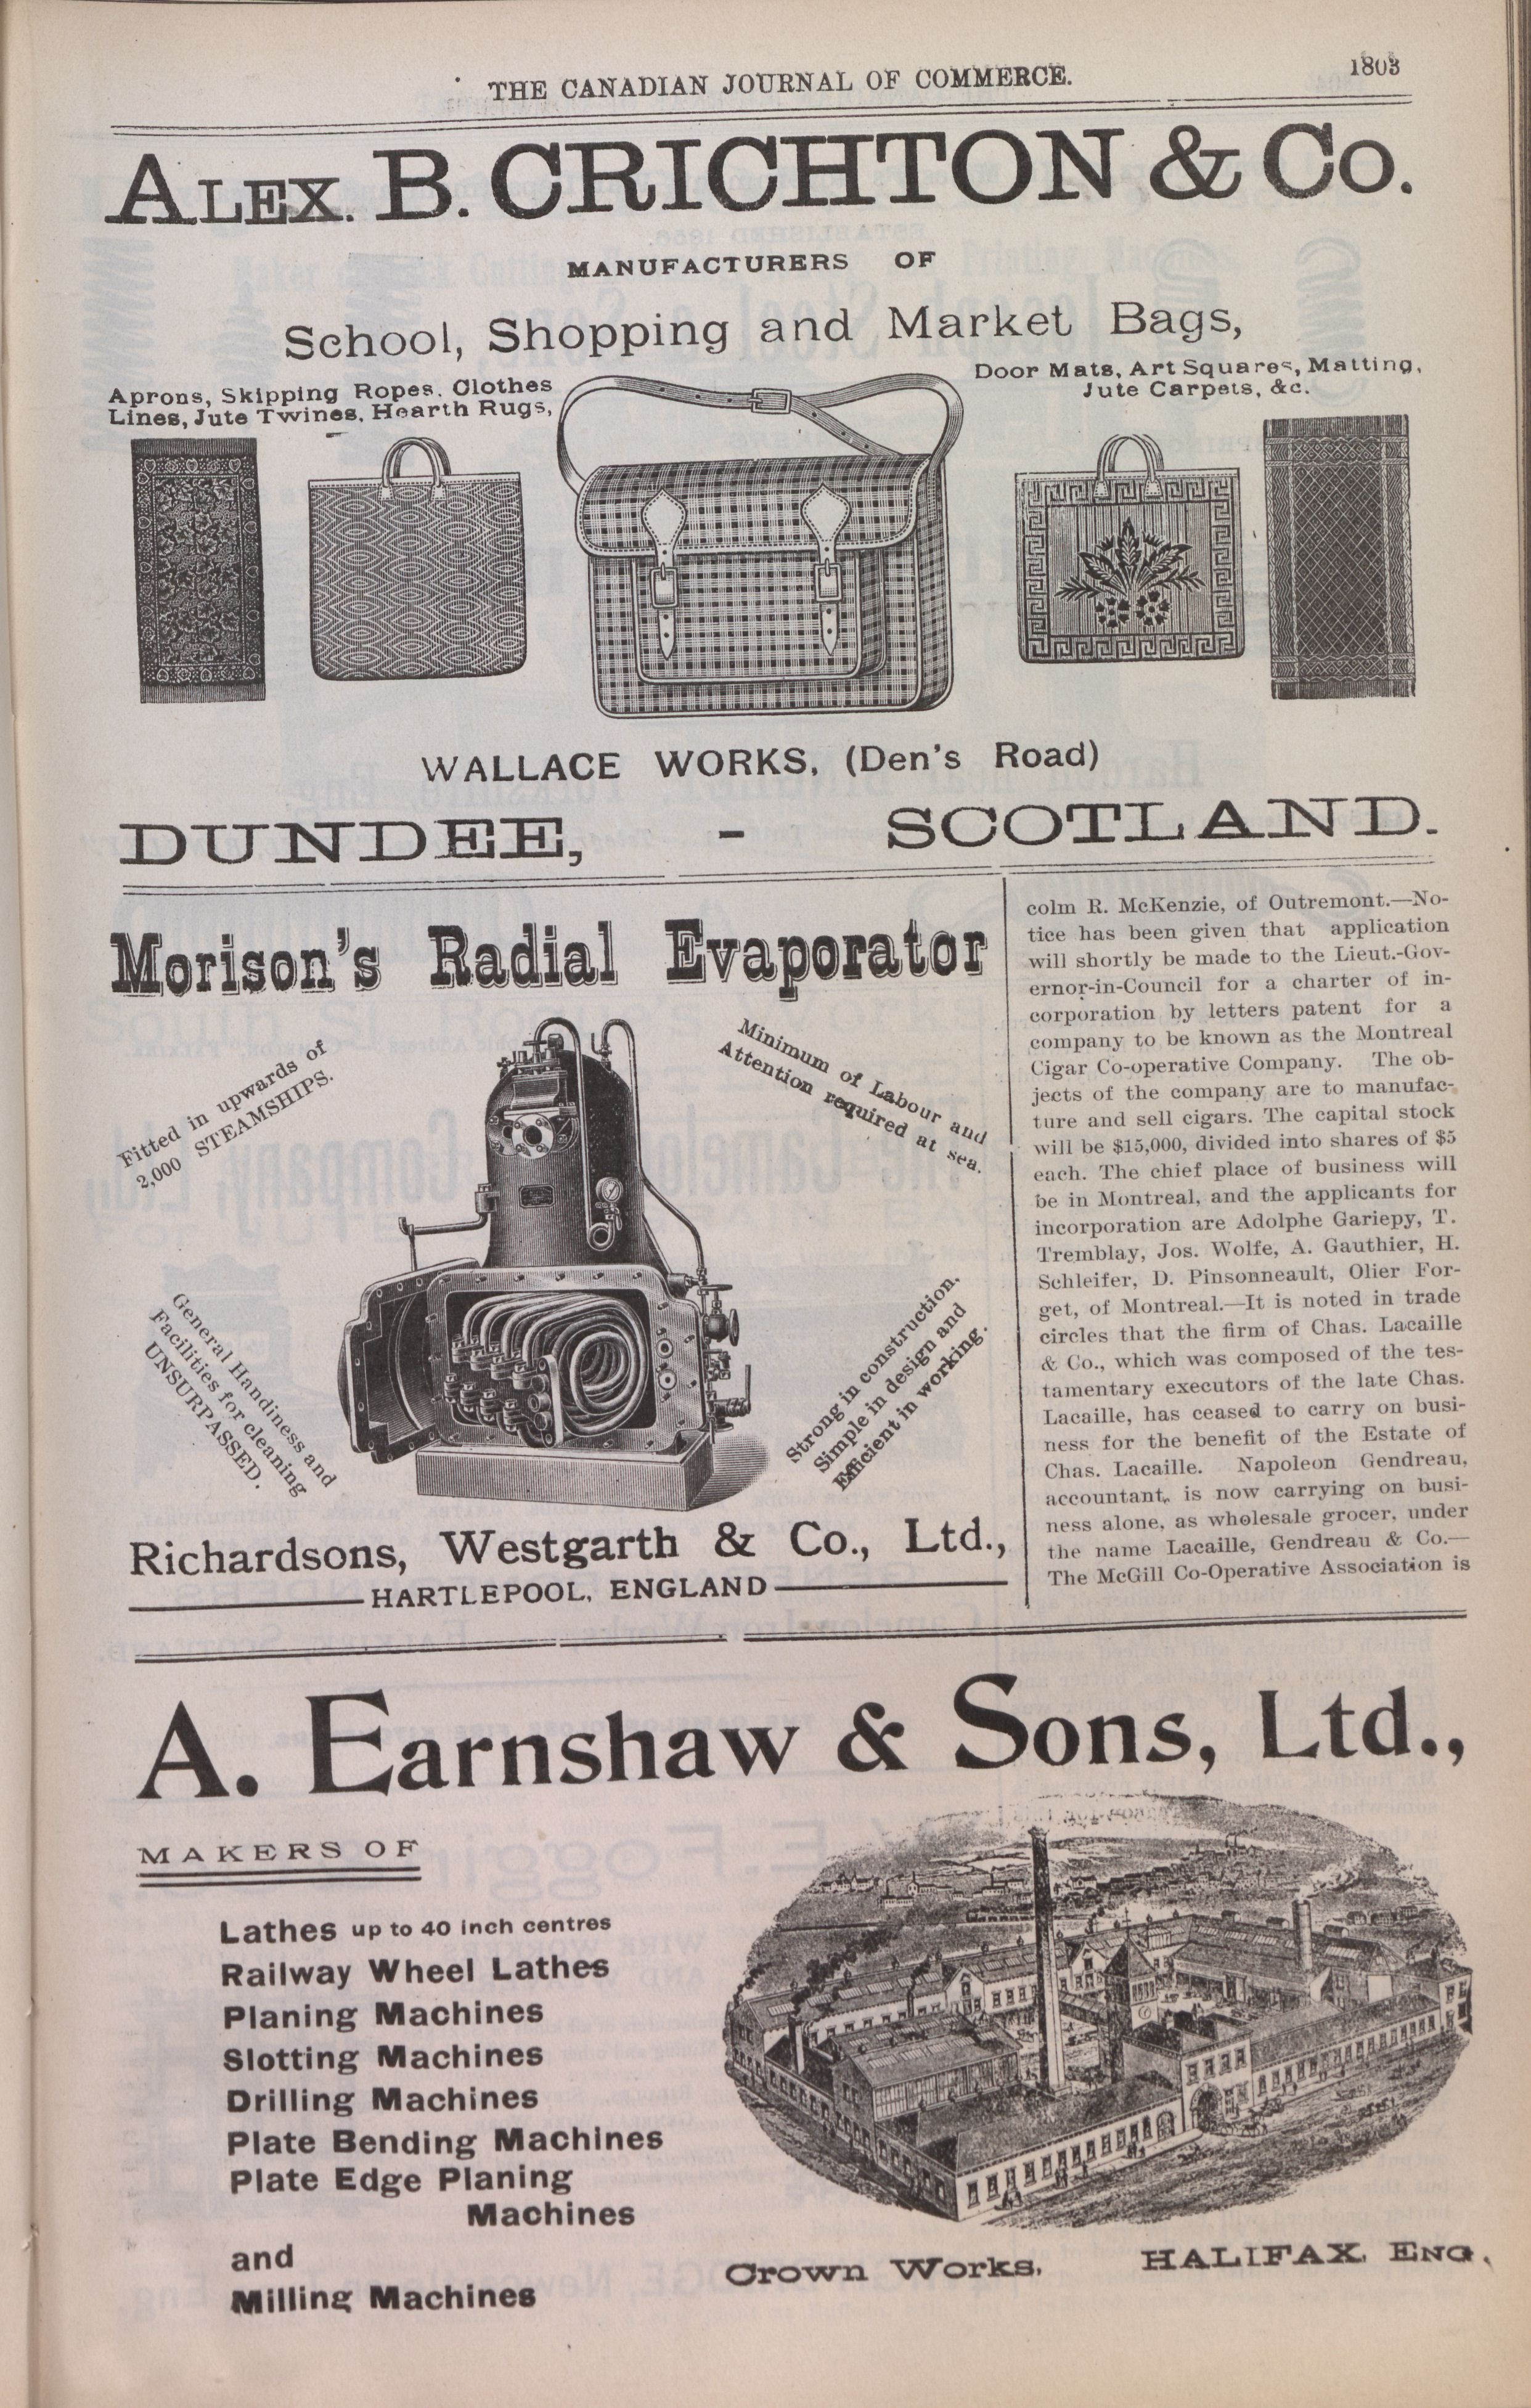 THE CANADIAN JOURNAL OF COMMERCE.
1803
ALEX. B. CRICHTON & CO.
MANUFACTURERS OF
School, Shopping and Market Bags,
Aprons, Skipping Ropes. Clothes
Lines, Jute Twines, Hearth Rugs,
Door Mats, Art Squares, Matting,
Jute Carpets, &c.
WALLACE WORKS, (Den's Road)
DUNDEE, - SCOTLAND.
Morison's Radial Evaporator
Fitted in upwards of
2,000 STEAMSHIPS.
Minimum of Labour and
Attention required at sea.
General Handiness and
Facilities for cleaning
UNSURPASSED.
Strong in construction,
Simple in design and
Efficient in working.
Richardsons, Westgarth & Co., Ltd.,
HARTLEPOOL, ENGLAND
colm R. McKenzie, of Outremont.—No-
tice has been given that application
will shortly be made to the Lieut.-Gov-
ernor-in-Council for a charter of in-
corporation by letters patent for a
company to be known as the Montreal
Cigar Co-operative Company. The ob-
jects of the company are to manufac-
ture and sell cigars. The capital stock
will be $15,000, divided into shares of $5
each. The chief place of business will
be in Montreal, and the applicants for
incorporation are Adolphe Gariepy, T.
Tremblay, Jos. Wolfe, A. Gauthier, H.
Schleifer, D. Pinsonneault, Olier For-
get, of Montreal.—It is noted in trade
circles that the firm of Chas. Lacaille
& Co., which was composed of the tes-
tamentary executors of the late Chas.
Lacaille, has ceased to carry on busi-
ness for the benefit of the Estate of
Chas. Lacaille. Napoleon Gendreau,
accountant, is now carrying on busi-
ness alone, as wholesale grocer, under
the name Lacaille, Gendreau & Co.—
The McGill Co-Operative Association is
A. Earnshaw & Sons, Ltd.,
MAKERS OF
Lathes up to 40 inch centres
Railway Wheel Lathes
Planing Machines
Slotting Machines
Drilling Machines
Plate Bending Machines
Plate Edge Planing
Machines
and
Milling Machines
Crown Works, HALIFAX, ENG.